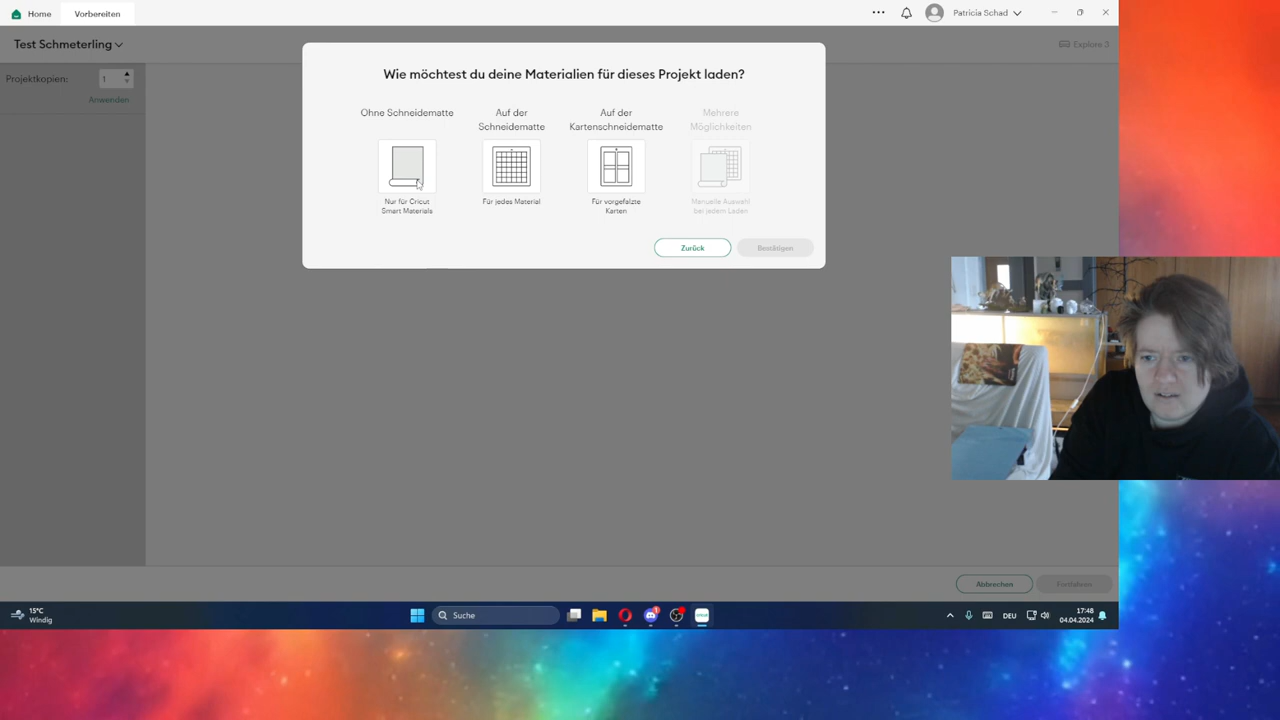 Home
Vorbereiten
Patricia Schad
Test Schmeterling
Explore 3
Projektkopien:
1
Anwenden
Wie möchtest du deine Materialien für dieses Projekt laden?
Ohne Schneidematte
Nur für Cricut
Smart Materials
Auf der
Schneidematte
Für jedes Material
Auf der
Kartenschneidematte
Für vorgefalzte
Karten
Mehrere
Möglichkeiten
Manuelle Auswahl
bei jedem Laden
Zurück
Bestätigen
Abbrechen
Fortfahren
15°C
Windig
Suche
DEU
17:48
04.04.2024